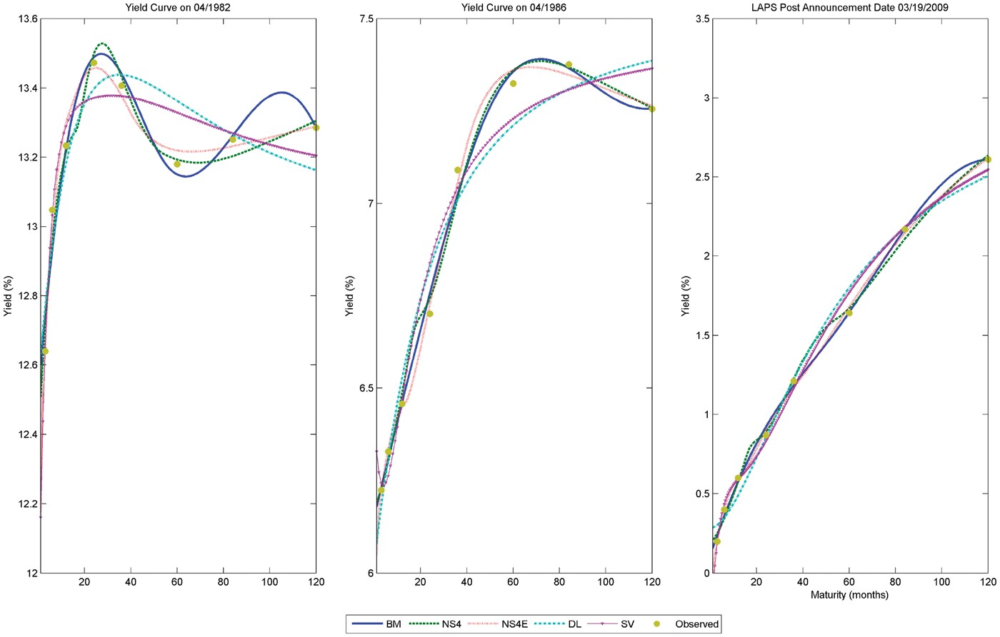 Yield Curve on 04/1982
13.6
13.4
13.2
13
12.8
12.6
12.4
12.2
12
Yield (%)
20 40 60 80 100 120
Yield Curve on 04/1986
7.5
7
6.5
6
Yield (%)
20 40 60 80 100 120
LAPS Post Announcement Date 03/19/2009
3.5
3
2.5
2
1.5
1
0.5
0
Yield (%)
20 40 60 80 100 120
Maturity (months)
BM NS4 NS4E DL SV Observed